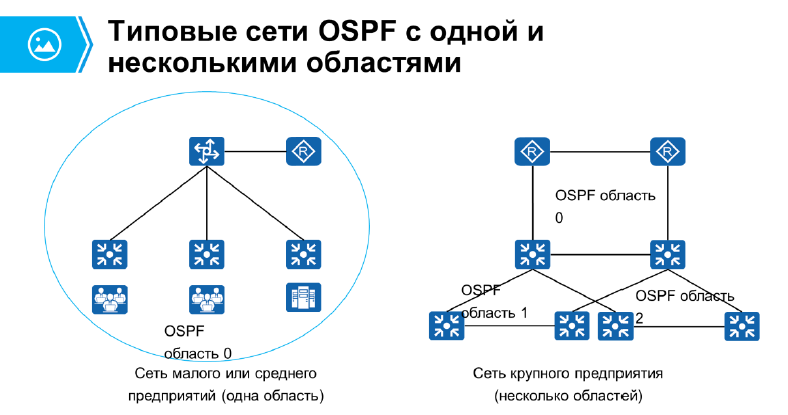 Типовые сети OSPF с одной и
несколькими областями
R
R
R
OSPF область
0
OSPF
область 1
OSPF область
2
OSPF
область 0
Сеть малого или среднего
предприятий (одна область)
Сеть крупного предприятия
(несколько областей)